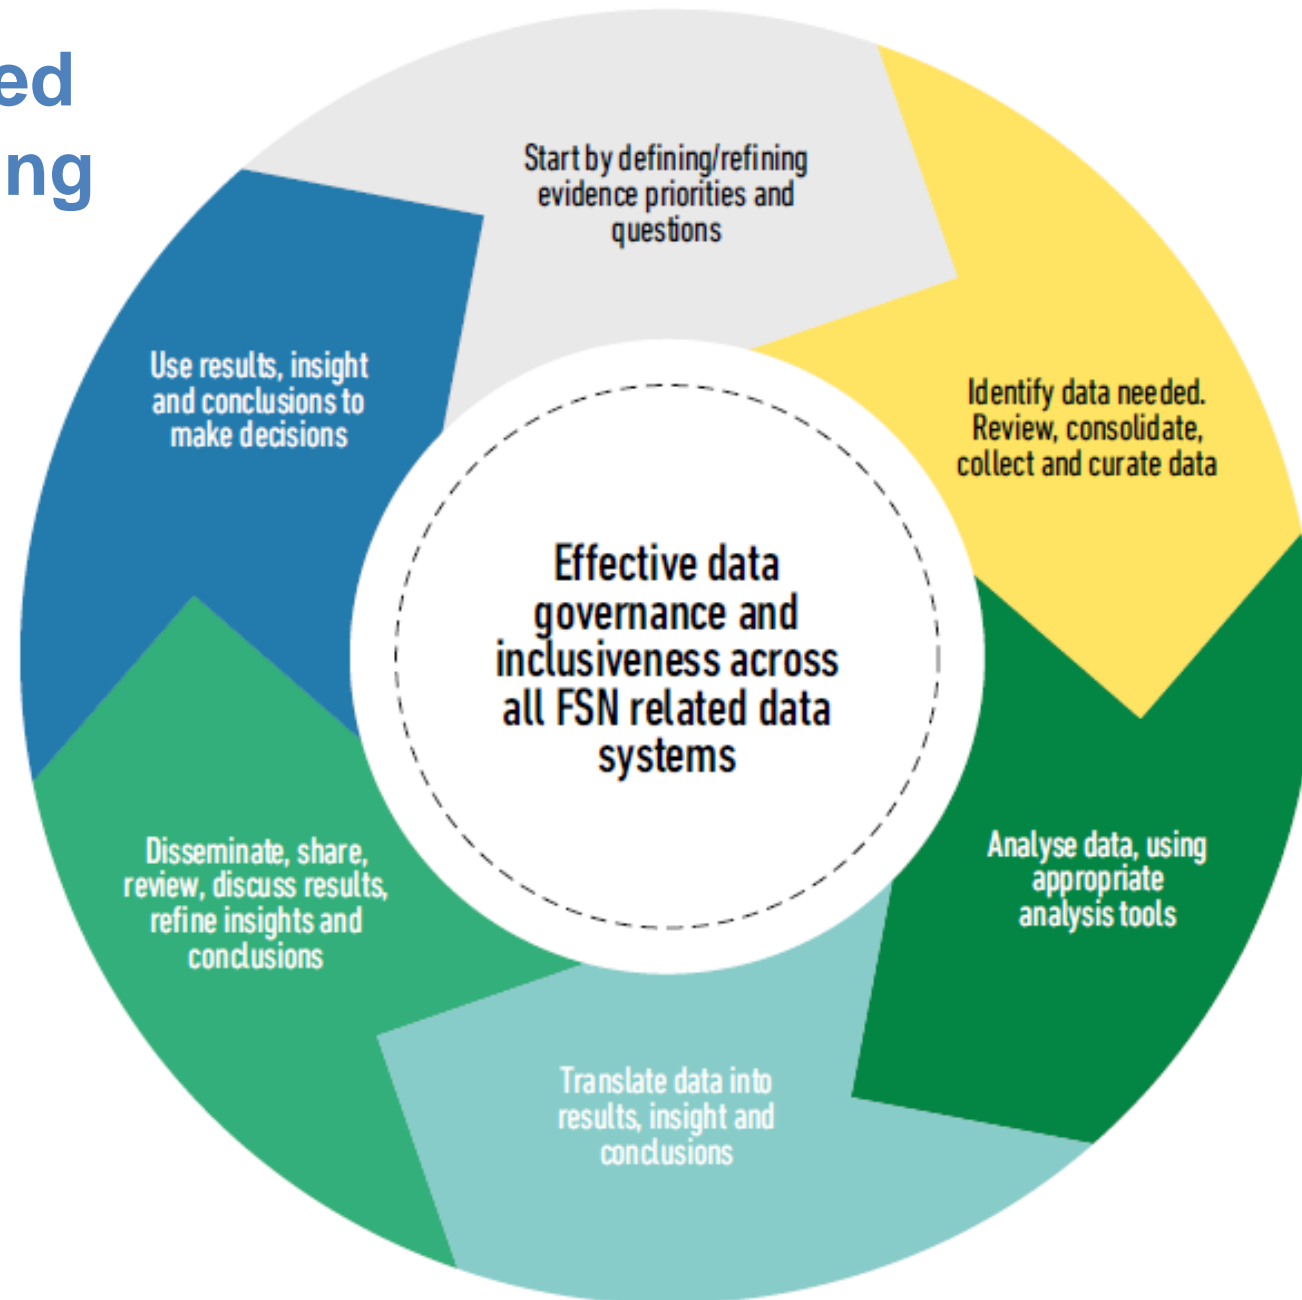 ed
ng
Start by defining/refining
evidence priorities and
questions
Identify data needed.
Review, consolidate,
collect and curate data
Analyse data, using
appropriate
analysis tools
Translate data into
results, insight and
conclusions
Disseminate, share,
review, discuss results,
refine insights and
conclusions
Use results, insight
and conclusions to
make decisions
Effective data
governance and
inclusiveness across
all FSN related data
systems